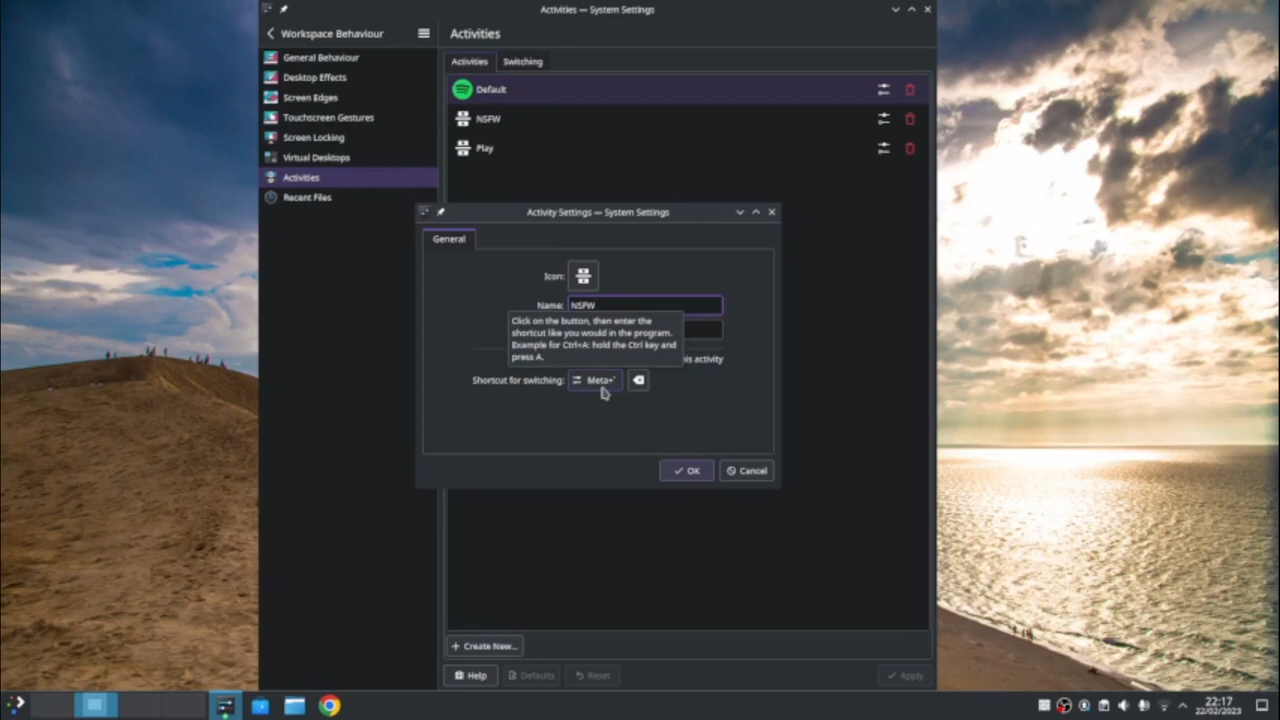 Activities — System Settings
Workspace Behaviour
Activities
General Behaviour
Desktop Effects
Screen Edges
Touchscreen Gestures
Screen Locking
Virtual Desktops
Activities
Recent Files
Activities Switching
Default
NSFW
Play
Activity Settings — System Settings
General
Icon:
Name: NSFW
Click on the button, then enter the
shortcut like you would in the program.
Example for Ctrl+A: hold the Ctrl key and
press A.
is activity
Shortcut for switching: Meta+`
OK Cancel
+ Create New...
Help Defaults Reset Apply
22:17
22/02/2023